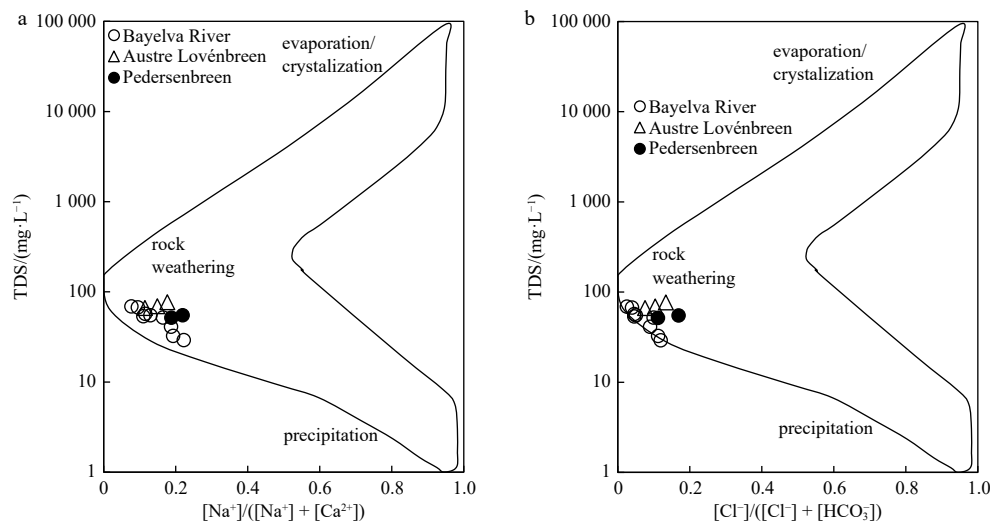 a
○ Bayelva River
△ Austre Lovénbreen
● Pedersenbreen
evaporation/
crystalization
rock
weathering
precipitation
100 000
10 000
1 000
100
10
1
TDS/(mg·L⁻¹)
0
0.2
0.4
0.6
0.8
1.0
[Na⁺]/([Na⁺] + [Ca²⁺])
b
evaporation/
crystalization
○ Bayelva River
△ Austre Lovénbreen
● Pedersenbreen
rock
weathering
precipitation
100 000
10 000
1 000
100
10
1
TDS/(mg·L⁻¹)
0
0.2
0.4
0.6
0.8
1.0
[Cl⁻]/([Cl⁻] + [HCO₃⁻])